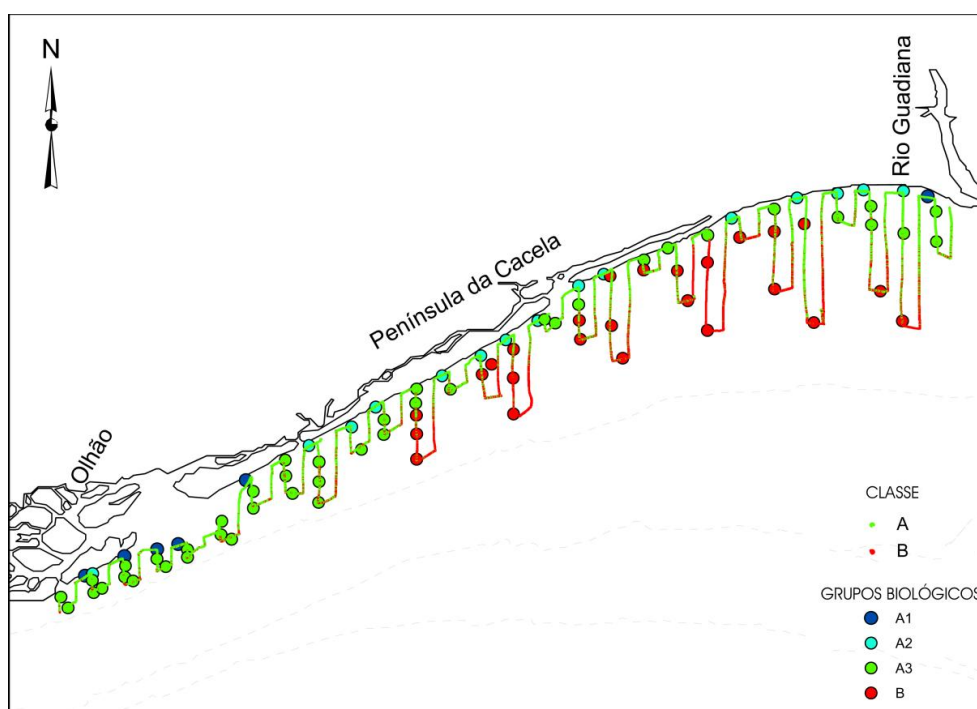 N
Rio Guadiana
Península da Cacela
Olhão
CLASSE
A
B
GRUPOS BIOLÓGICOS
A1
A2
A3
B